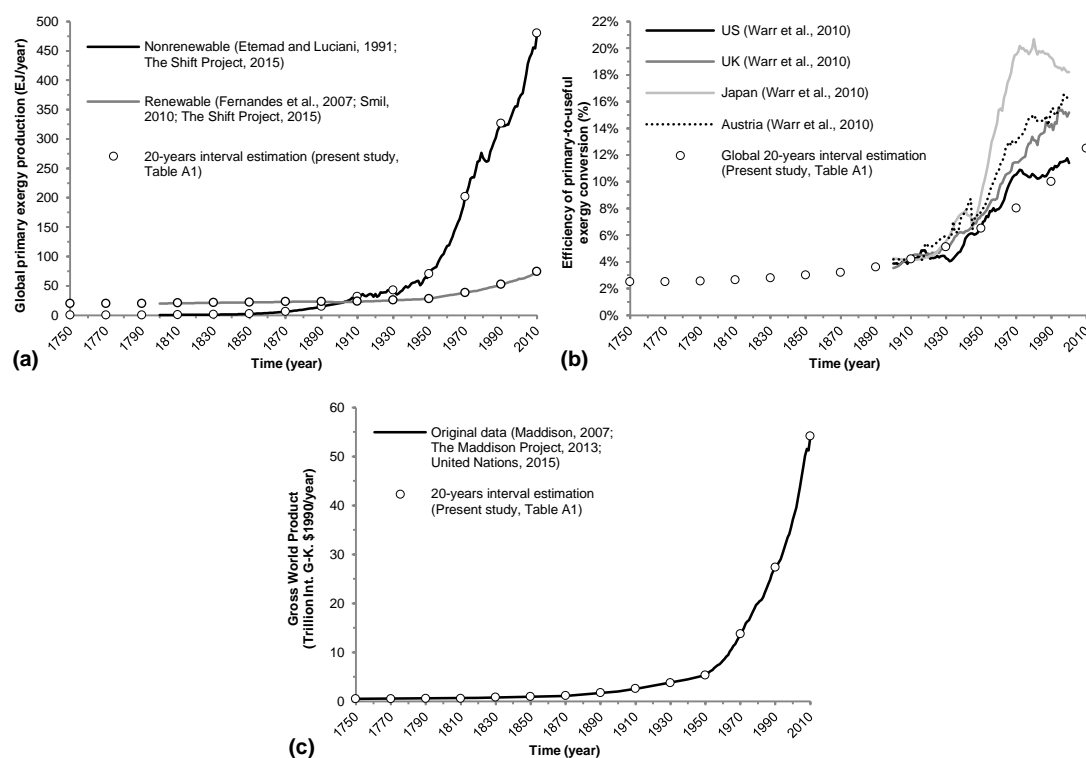 (a)
Global primary exergy production (EJ/year)
500
450
400
350
300
250
200
150
100
50
0
Nonrenewable (Etemad and Luciani, 1991;
The Shift Project, 2015)
Renewable (Fernandes et al., 2007; Smil,
2010; The Shift Project, 2015)
20-years interval estimation (present study,
Table A1)
1750
1770
1790
1810
1830
1850
1870
1890
1910
1930
1950
1970
1990
2010
Time (year)
(b)
Efficiency of primary-to-useful
exergy conversion (%)
22%
20%
18%
16%
14%
12%
10%
8%
6%
4%
2%
0%
US (Warr et al., 2010)
UK (Warr et al., 2010)
Japan (Warr et al., 2010)
Austria (Warr et al., 2010)
Global 20-years interval estimation
(Present study, Table A1)
1750
1770
1790
1810
1830
1850
1870
1890
1910
1930
1950
1970
1990
2010
Time (year)
(c)
Gross World Product
(Trillion Int. G-K. $1990/year)
60
50
40
30
20
10
0
Original data (Maddison, 2007;
The Maddison Project, 2013;
United Nations, 2015)
20-years interval estimation
(Present study, Table A1)
1750
1770
1790
1810
1830
1850
1870
1890
1910
1930
1950
1970
1990
2010
Time (year)